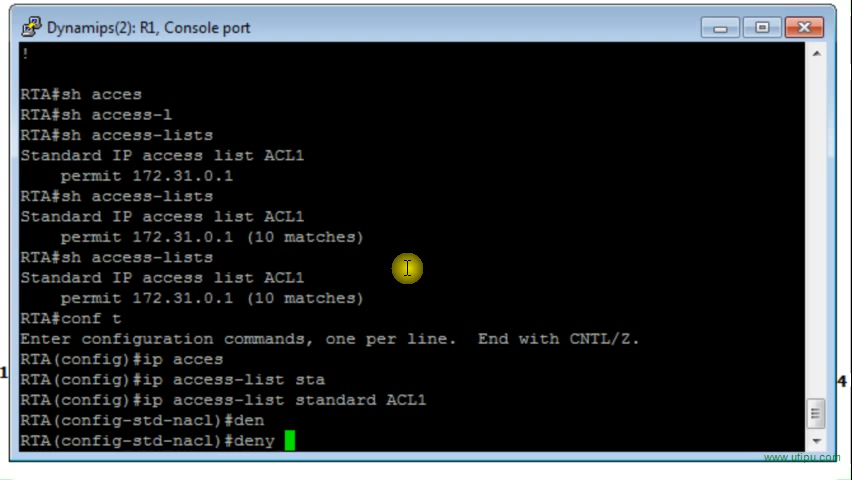 Dynamips(2): R1, Console port
!
RTA#sh acces
RTA#sh access-l
RTA#sh access-lists
Standard IP access list ACL1
    permit 172.31.0.1
RTA#sh access-lists
Standard IP access list ACL1
    permit 172.31.0.1 (10 matches)
RTA#sh access-lists
Standard IP access list ACL1
    permit 172.31.0.1 (10 matches)
RTA#conf t
Enter configuration commands, one per line.  End with CNTL/Z.
RTA(config)#ip acces
RTA(config)#ip access-list sta
RTA(config)#ip access-list standard ACL1
RTA(config-std-nacl)#den
RTA(config-std-nacl)#deny
1
4
www.utipu.com